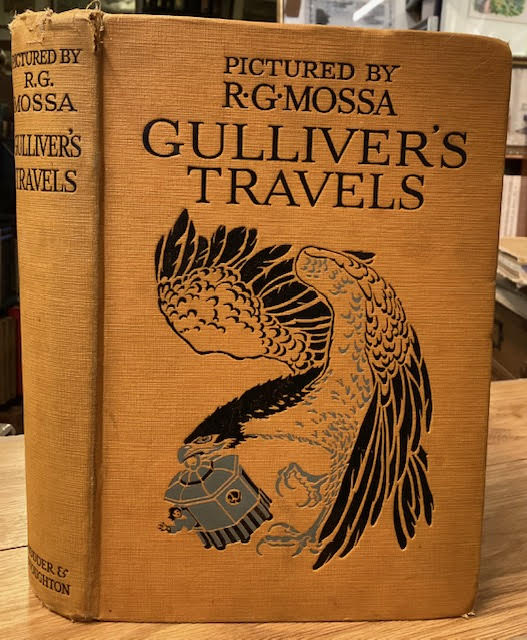 PICTURED BY
R.G.
MOSSA
GULLIVER'S
TRAVELS
HODDER &
STOUGHTON
PICTURED BY
R·G·MOSSA
GULLIVER'S
TRAVELS